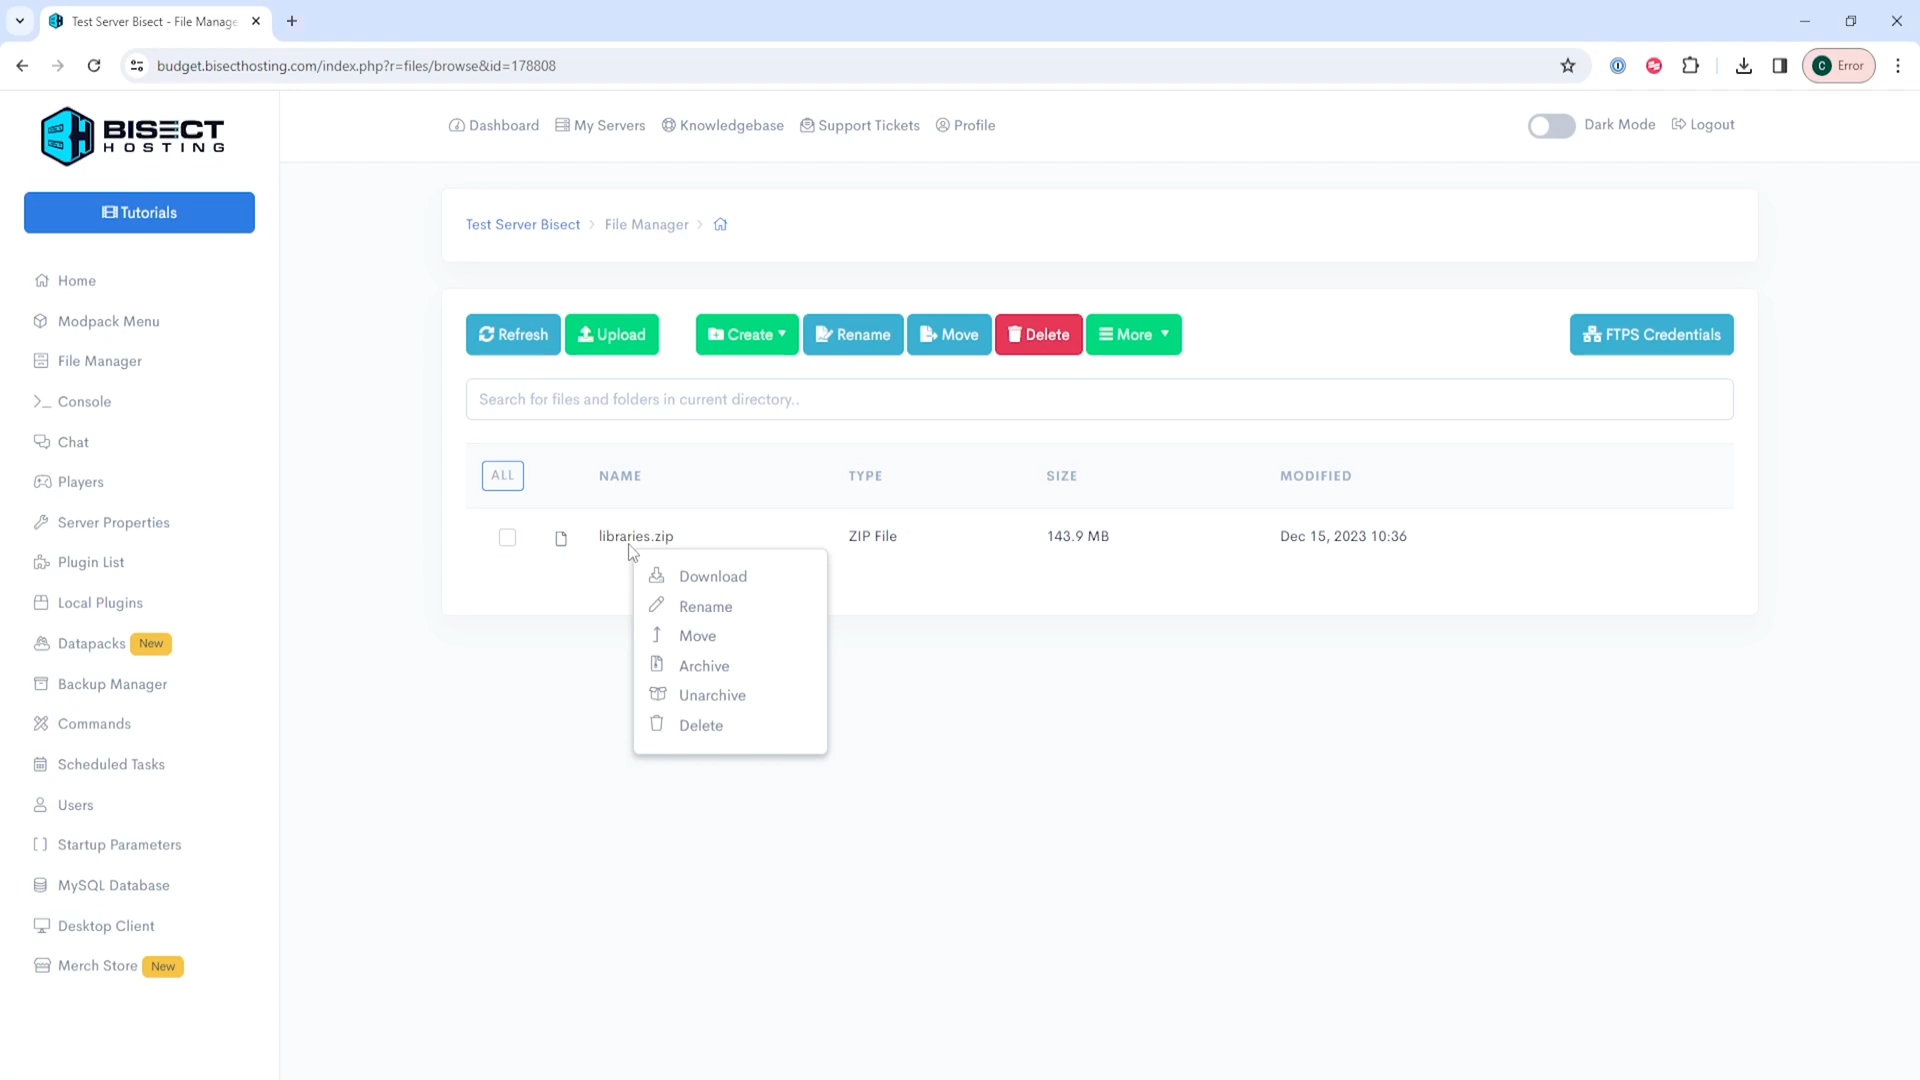 Test Server Bisect - File Manage
budget.bisecthosting.com/index.php?r=files/browse&id=178808
C Error
BISECT
HOSTING
Dashboard My Servers Knowledgebase Support Tickets Profile
Dark Mode Logout
Tutorials
Home
Modpack Menu
File Manager
Console
Chat
Players
Server Properties
Plugin List
Local Plugins
Datapacks New
Backup Manager
Commands
Scheduled Tasks
Users
Startup Parameters
MySQL Database
Desktop Client
Merch Store New
Test Server Bisect > File Manager >
Refresh Upload Create Rename Move Delete More FTPS Credentials
Search for files and folders in current directory..
ALL NAME TYPE SIZE MODIFIED
libraries.zip ZIP File 143.9 MB Dec 15, 2023 10:36
Download
Rename
Move
Archive
Unarchive
Delete